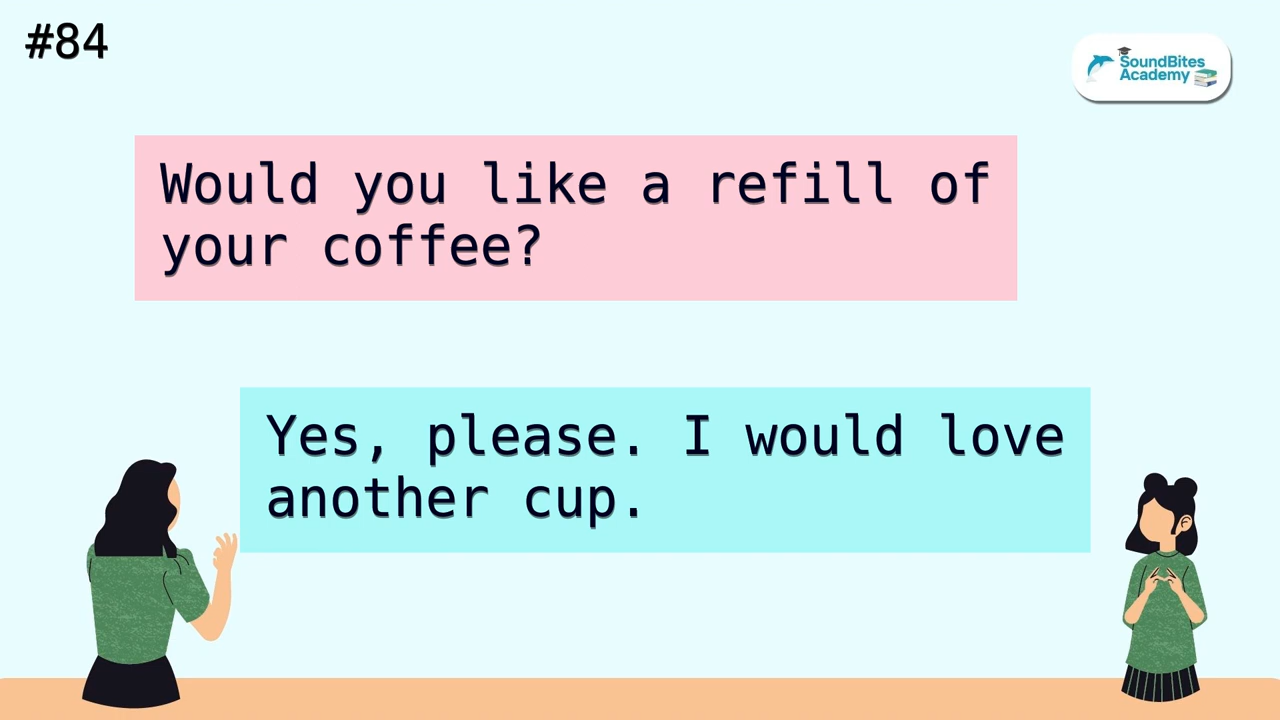 #84
SoundBites
Academy
Would you like a refill of
your coffee?
Yes, please. I would love
another cup.